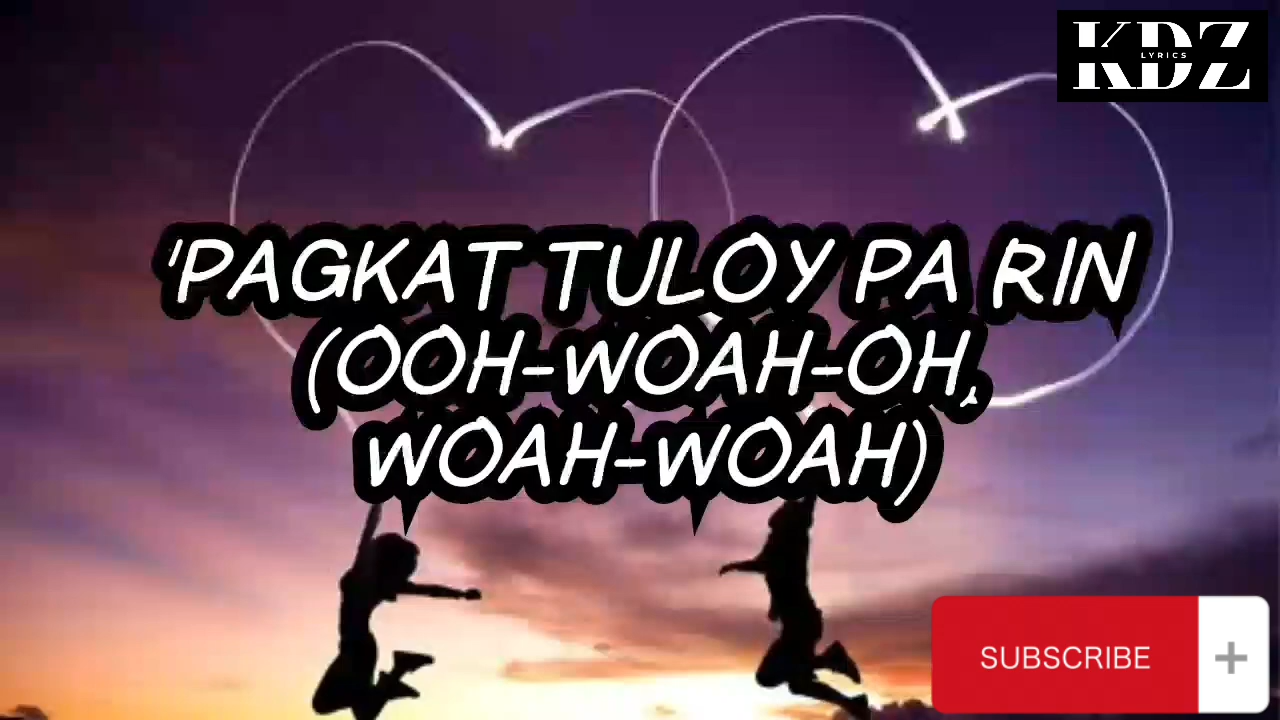 KDZ
LYRICS
'PAGKAT TULOY PA RIN
(OOH-WOAH-OH,
WOAH-WOAH)
SUBSCRIBE +